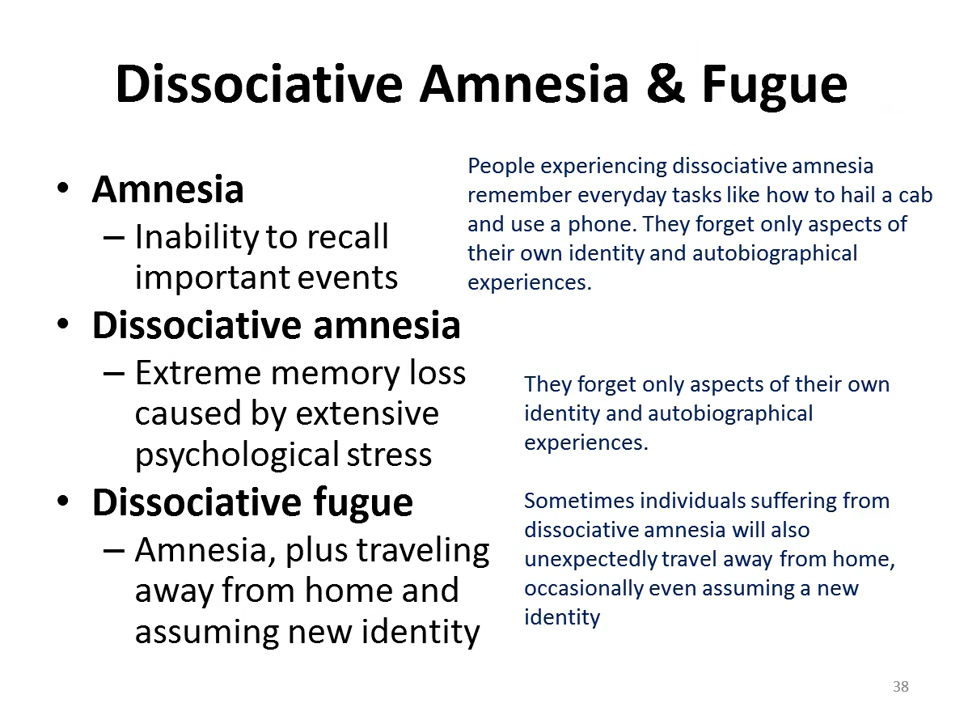 Dissociative Amnesia & Fugue
• Amnesia
– Inability to recall
important events
People experiencing dissociative amnesia
remember everyday tasks like how to hail a cab
and use a phone. They forget only aspects of
their own identity and autobiographical
experiences.
• Dissociative amnesia
– Extreme memory loss
caused by extensive
psychological stress
They forget only aspects of their own
identity and autobiographical
experiences.
• Dissociative fugue
– Amnesia, plus traveling
away from home and
assuming new identity
Sometimes individuals suffering from
dissociative amnesia will also
unexpectedly travel away from home,
occasionally even assuming a new
identity
38